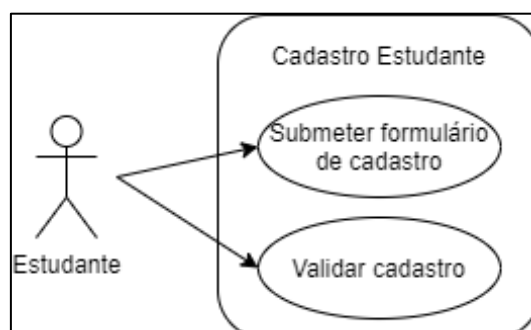 Cadastro Estudante
Submeter formulário
de cadastro
Estudante
Validar cadastro